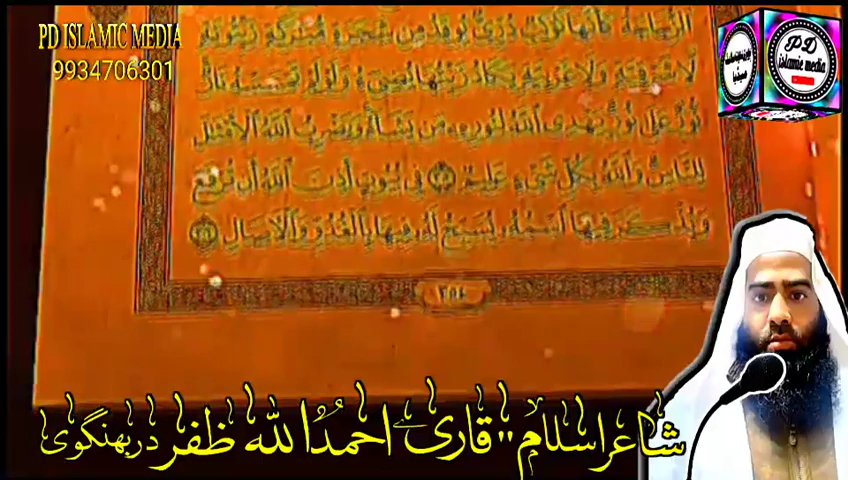 PD ISLAMIC MEDIA
9934706301
PD
islamic media
الزجاجة كأنها كوكب دري يوقد من شجرة مباركة زيتونة
لا شرقية ولا غربية يكاد زيتها يضيء ولو لم تمسسه نار
نور على نور يهدي الله لنوره من يشاء ويضرب الله الأمثال
للناس والله بكل شيء عليم في بيوت أذن الله أن ترفع
ويذكر فيها اسمه يسبح له فيها بالغدو والآصال
شاعر اسلام ,, قاری احمدُ اللہ ظفر دربھنگوی